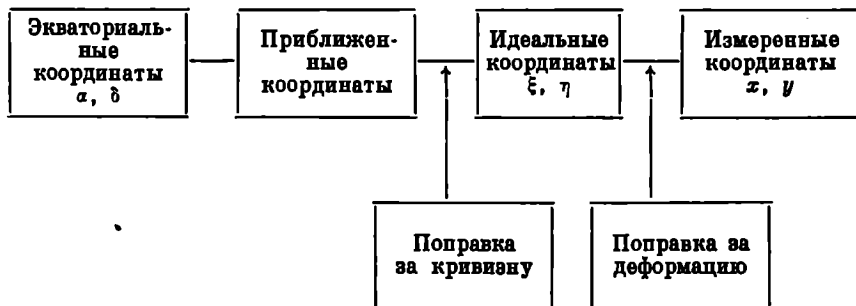 Экваториаль-
ные
координаты
α, δ
Приближен-
ные
координаты
Идеальные
координаты
ξ, η
Измеренные
координаты
x, y
Поправка
за кривизну
Поправка за
деформацию